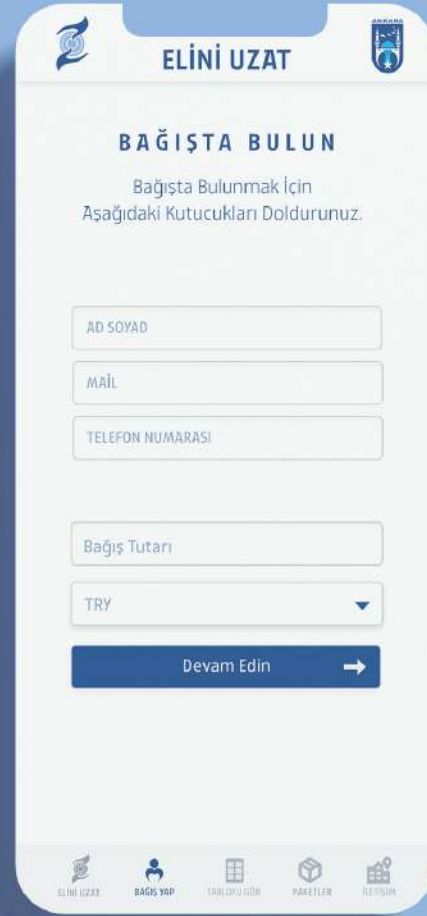 ANKARA
ELİNİ UZAT
BAĞIŞTA BULUN
Bağışta Bulunmak İçin
Aşağıdaki Kutucukları Doldurunuz.
AD SOYAD
MAİL
TELEFON NUMARASI
Bağış Tutarı
TRY
Devam Edin
ELİNİ UZAT BAĞIŞ YAP TABLOYU GÖR PAKETLER İLETİŞİM